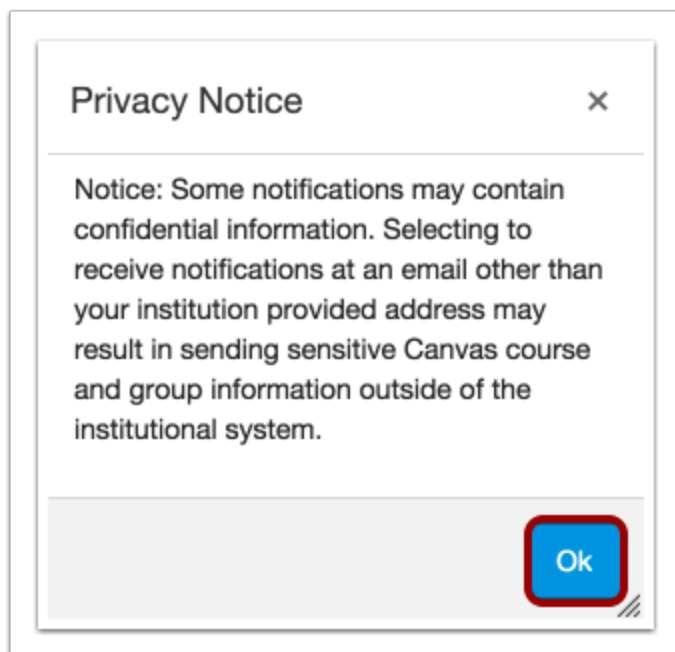 Privacy Notice ×
Notice: Some notifications may contain
confidential information. Selecting to
receive notifications at an email other than
your institution provided address may
result in sending sensitive Canvas course
and group information outside of the
institutional system.
Ok